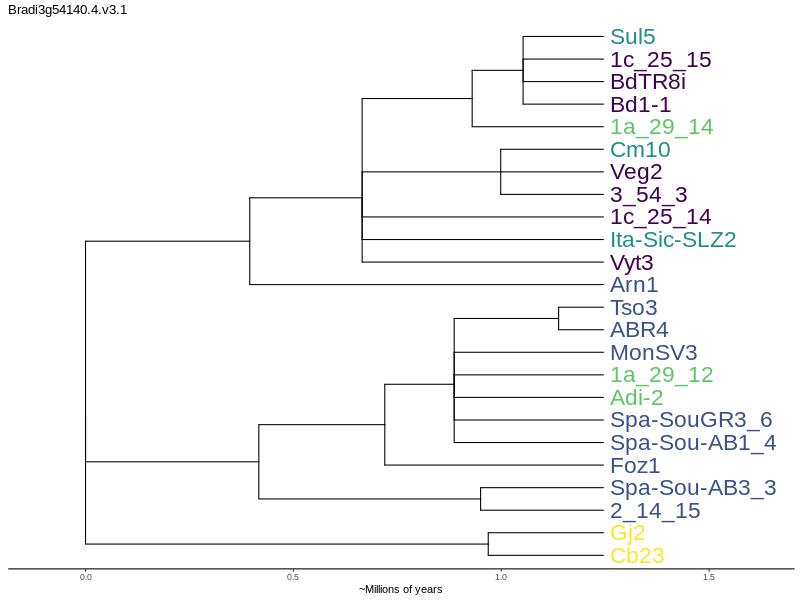 Bradi3g54140.4.v3.1
Sul5
1c_25_15
BdTR8i
Bd1-1
1a_29_14
Cm10
Veg2
3_54_3
1c_25_14
Ita-Sic-SLZ2
Vyt3
Arn1
Tso3
ABR4
MonSV3
1a_29_12
Adi-2
Spa-SouGR3_6
Spa-Sou-AB1_4
Foz1
Spa-Sou-AB3_3
2_14_15
Gj2
Cb23
0.0 0.5 1.0 1.5
~Millions of years